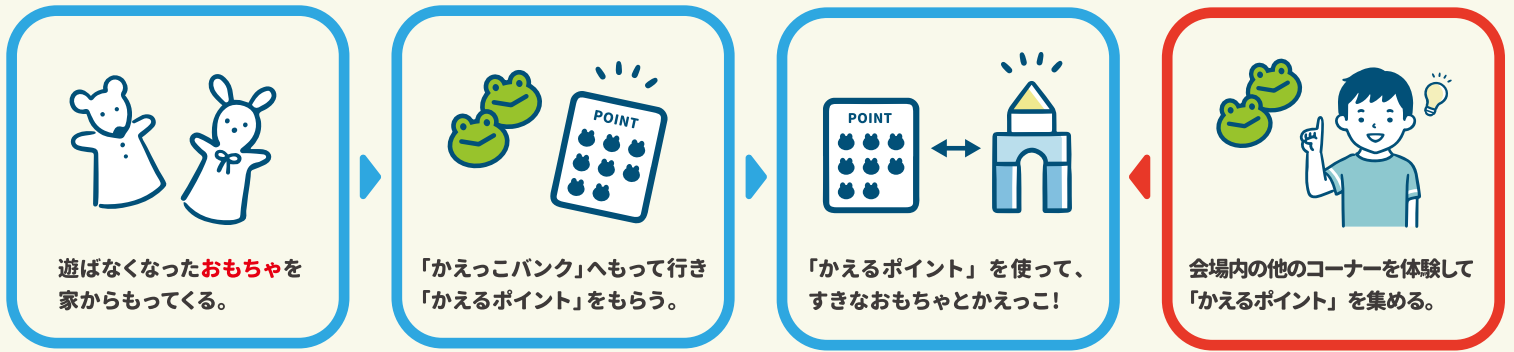 遊ばなくなったおもちゃを
家からもってくる。
POINT
「かえっこバンク」へもって行き
「かえるポイント」をもらう。
POINT
「かえるポイント」を使って、
すきなおもちゃとかえっこ!
会場内の他のコーナーを体験して
「かえるポイント」を集める。